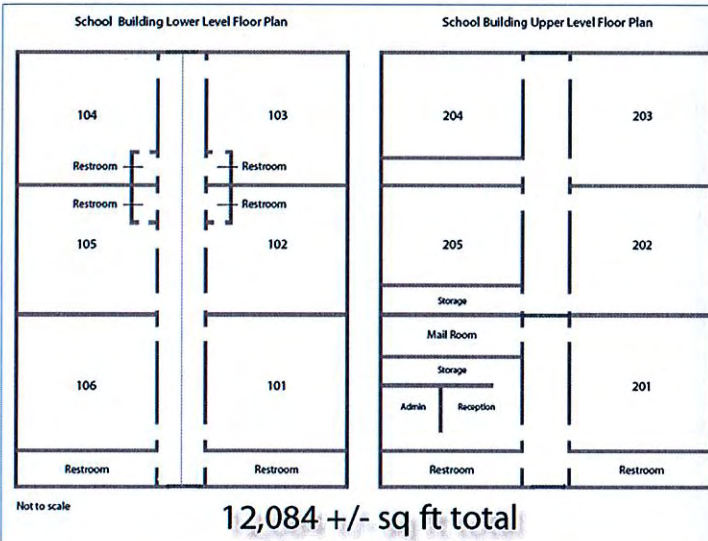 School Building Lower Level Floor Plan
School Building Upper Level Floor Plan
104
103
Restroom
Restroom
Restroom
Restroom
105
102
106
101
Restroom
Restroom
204
203
205
202
Storage
Mail Room
Storage
201
Admin
Reception
Restroom
Restroom
Not to scale
12,084 +/- sq ft total